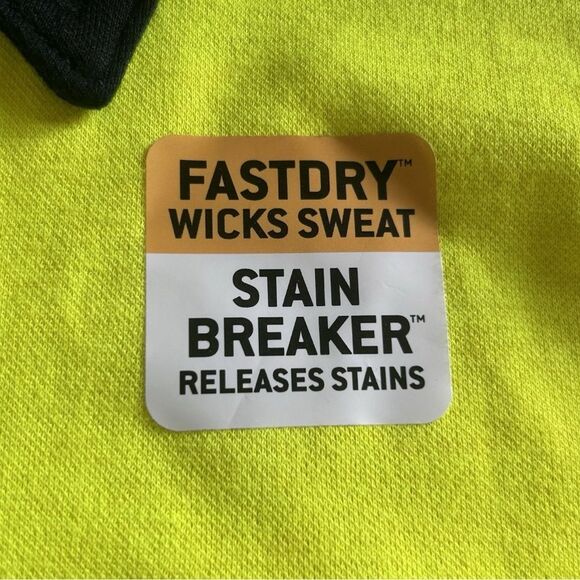 FASTDRY™
WICKS SWEAT
STAIN
BREAKER™
RELEASES STAINS